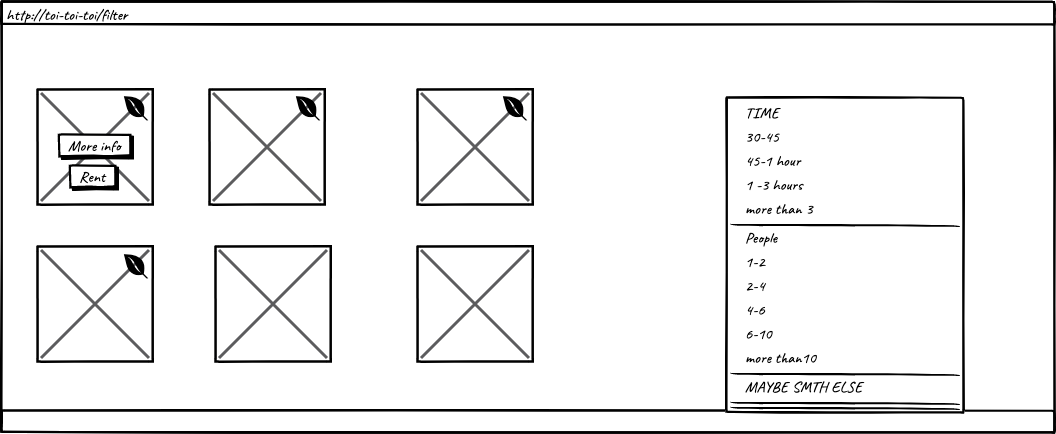 http://toi-toi-toi/filter
More info
Rent
TIME
30-45
45-1 hour
1 -3 hours
more than 3
People
1-2
2-4
4-6
6-10
more than10
MAYBE SMTH ELSE